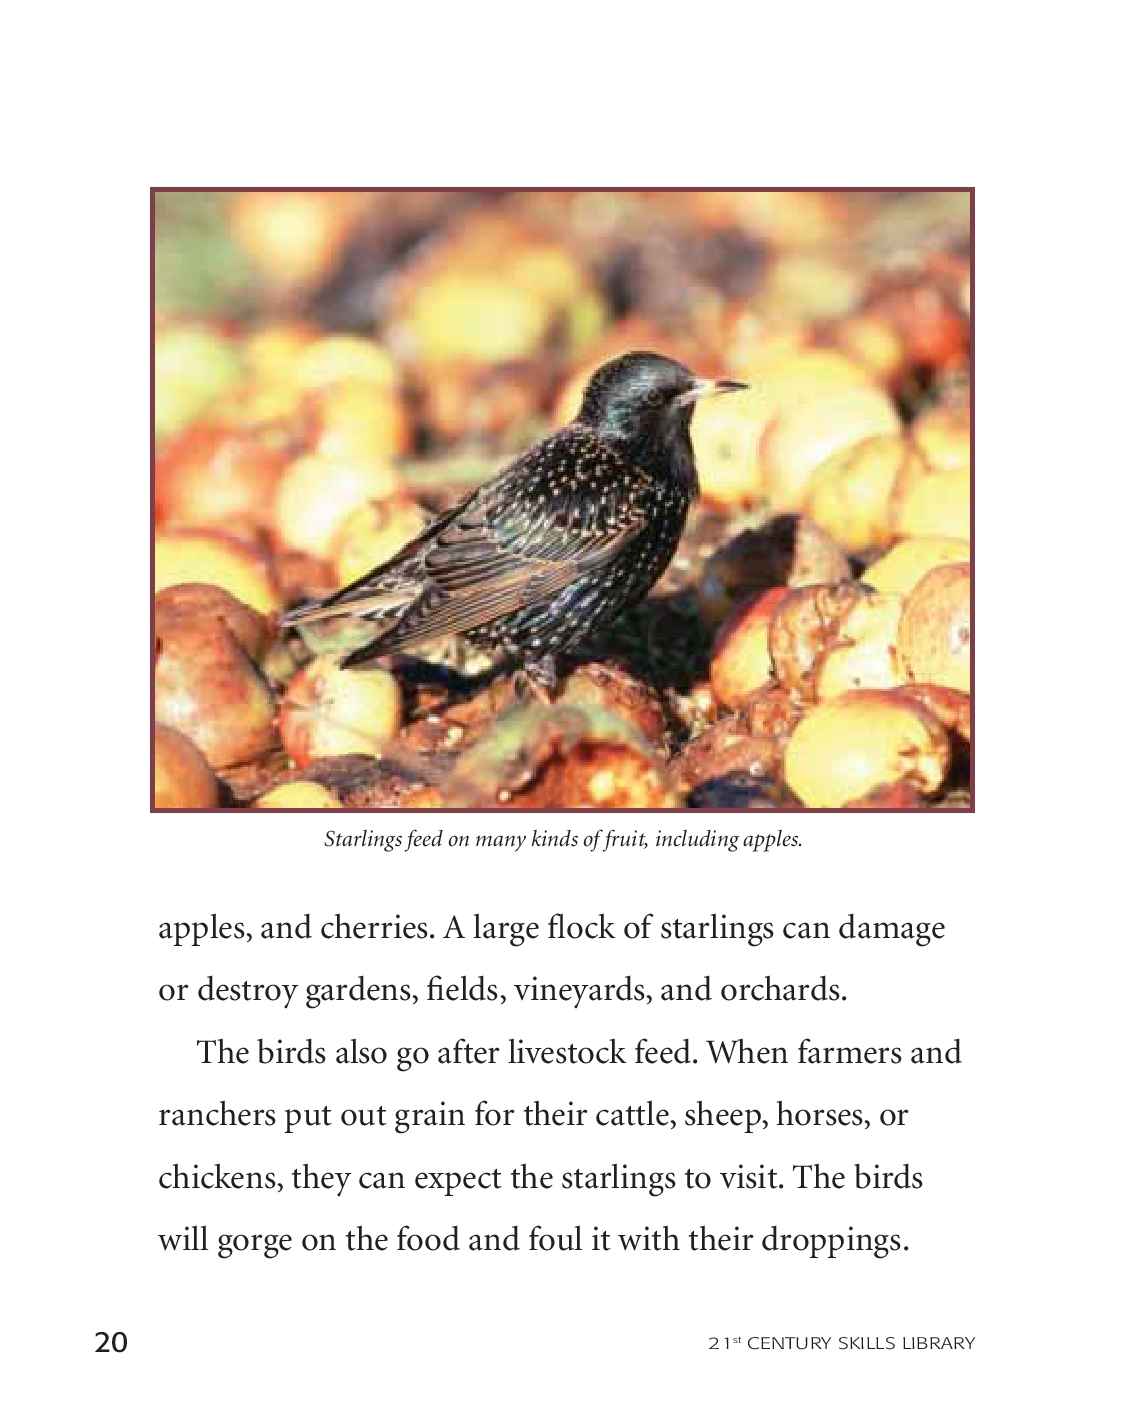 Starlings feed on many kinds of fruit, including apples.
apples, and cherries. A large flock of starlings can damage
or destroy gardens, fields, vineyards, and orchards.
The birds also go after livestock feed. When farmers and
ranchers put out grain for their cattle, sheep, horses, or
chickens, they can expect the starlings to visit. The birds
will gorge on the food and foul it with their droppings.
20
21st CENTURY SKILLS LIBRARY